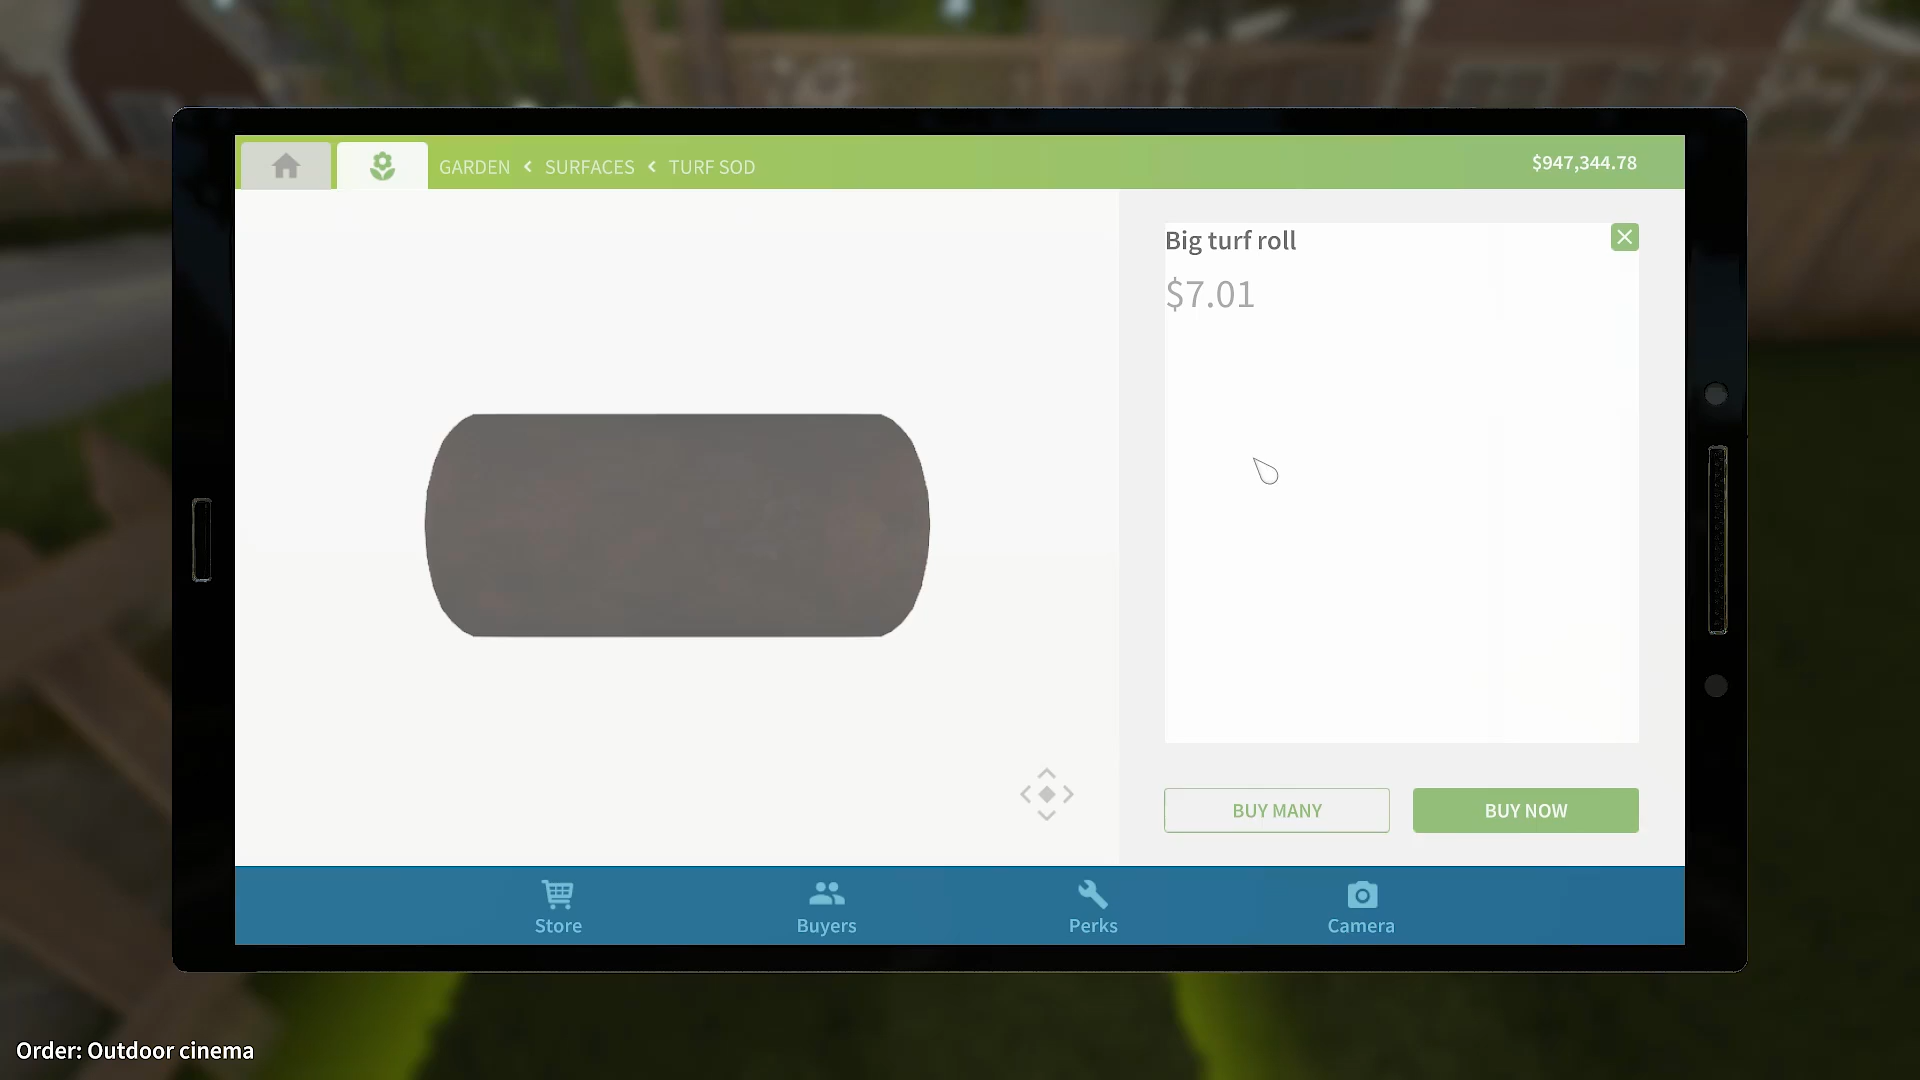 GARDEN < SURFACES < TURF SOD
$947,344.78
Big turf roll
$7.01
BUY MANY
BUY NOW
Store
Buyers
Perks
Camera
Order: Outdoor cinema